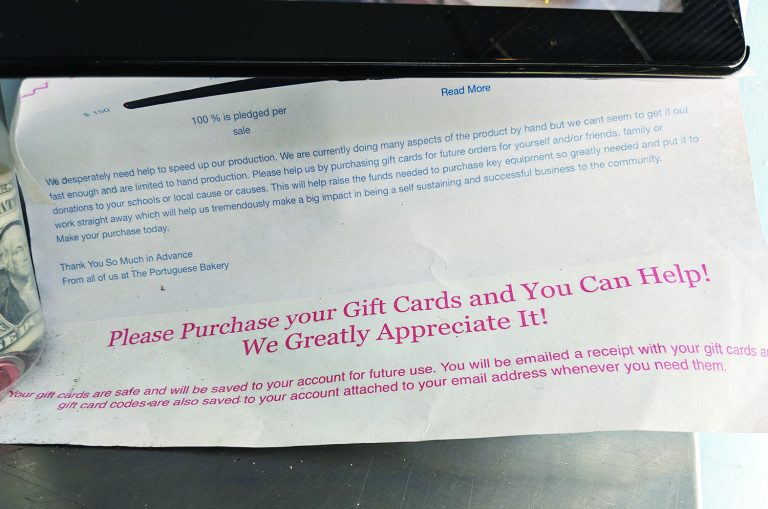 $ 150
Read More
100 % is pledged per
sale
We desperately need help to speed up our production. We are currently doing many aspects of the product by hand but we cant seem to get it out
fast enough and are limited to hand production. Please help us by purchasing gift cards for future orders for yourself and/or friends, family or
donations to your schools or local cause or causes. This will help raise the funds needed to purchase key equipment so greatly needed and put it to
work straight away which will help us tremendously make a big impact in being a self sustaining and successful business to the community.
Make your purchase today.
Thank You So Much in Advance
From all of us at The Portuguese Bakery
Please Purchase your Gift Cards and You Can Help!
We Greatly Appreciate It!
Your gift cards are safe and will be saved to your account for future use. You will be emailed a receipt with your gift cards
gift card codes are also saved to your account attached to your email address whenever you need them.